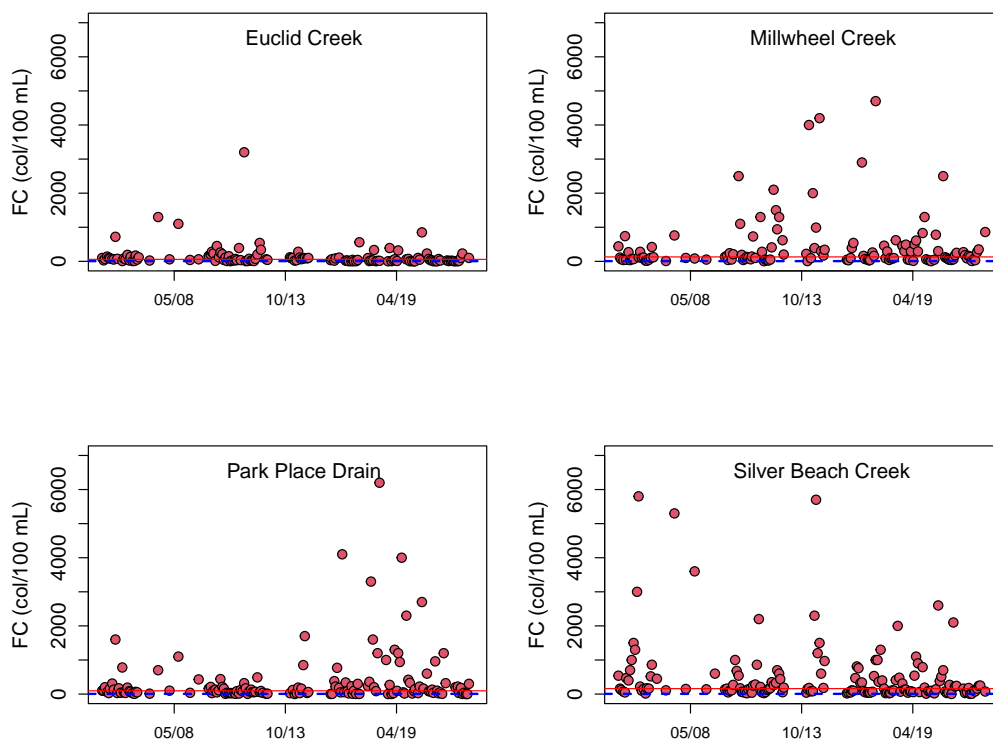 Euclid Creek
FC (col/100 mL)
0 2000 4000 6000
05/08 10/13 04/19
Millwheel Creek
FC (col/100 mL)
0 2000 4000 6000
05/08 10/13 04/19
Park Place Drain
FC (col/100 mL)
0 2000 4000 6000
05/08 10/13 04/19
Silver Beach Creek
FC (col/100 mL)
0 2000 4000 6000
05/08 10/13 04/19